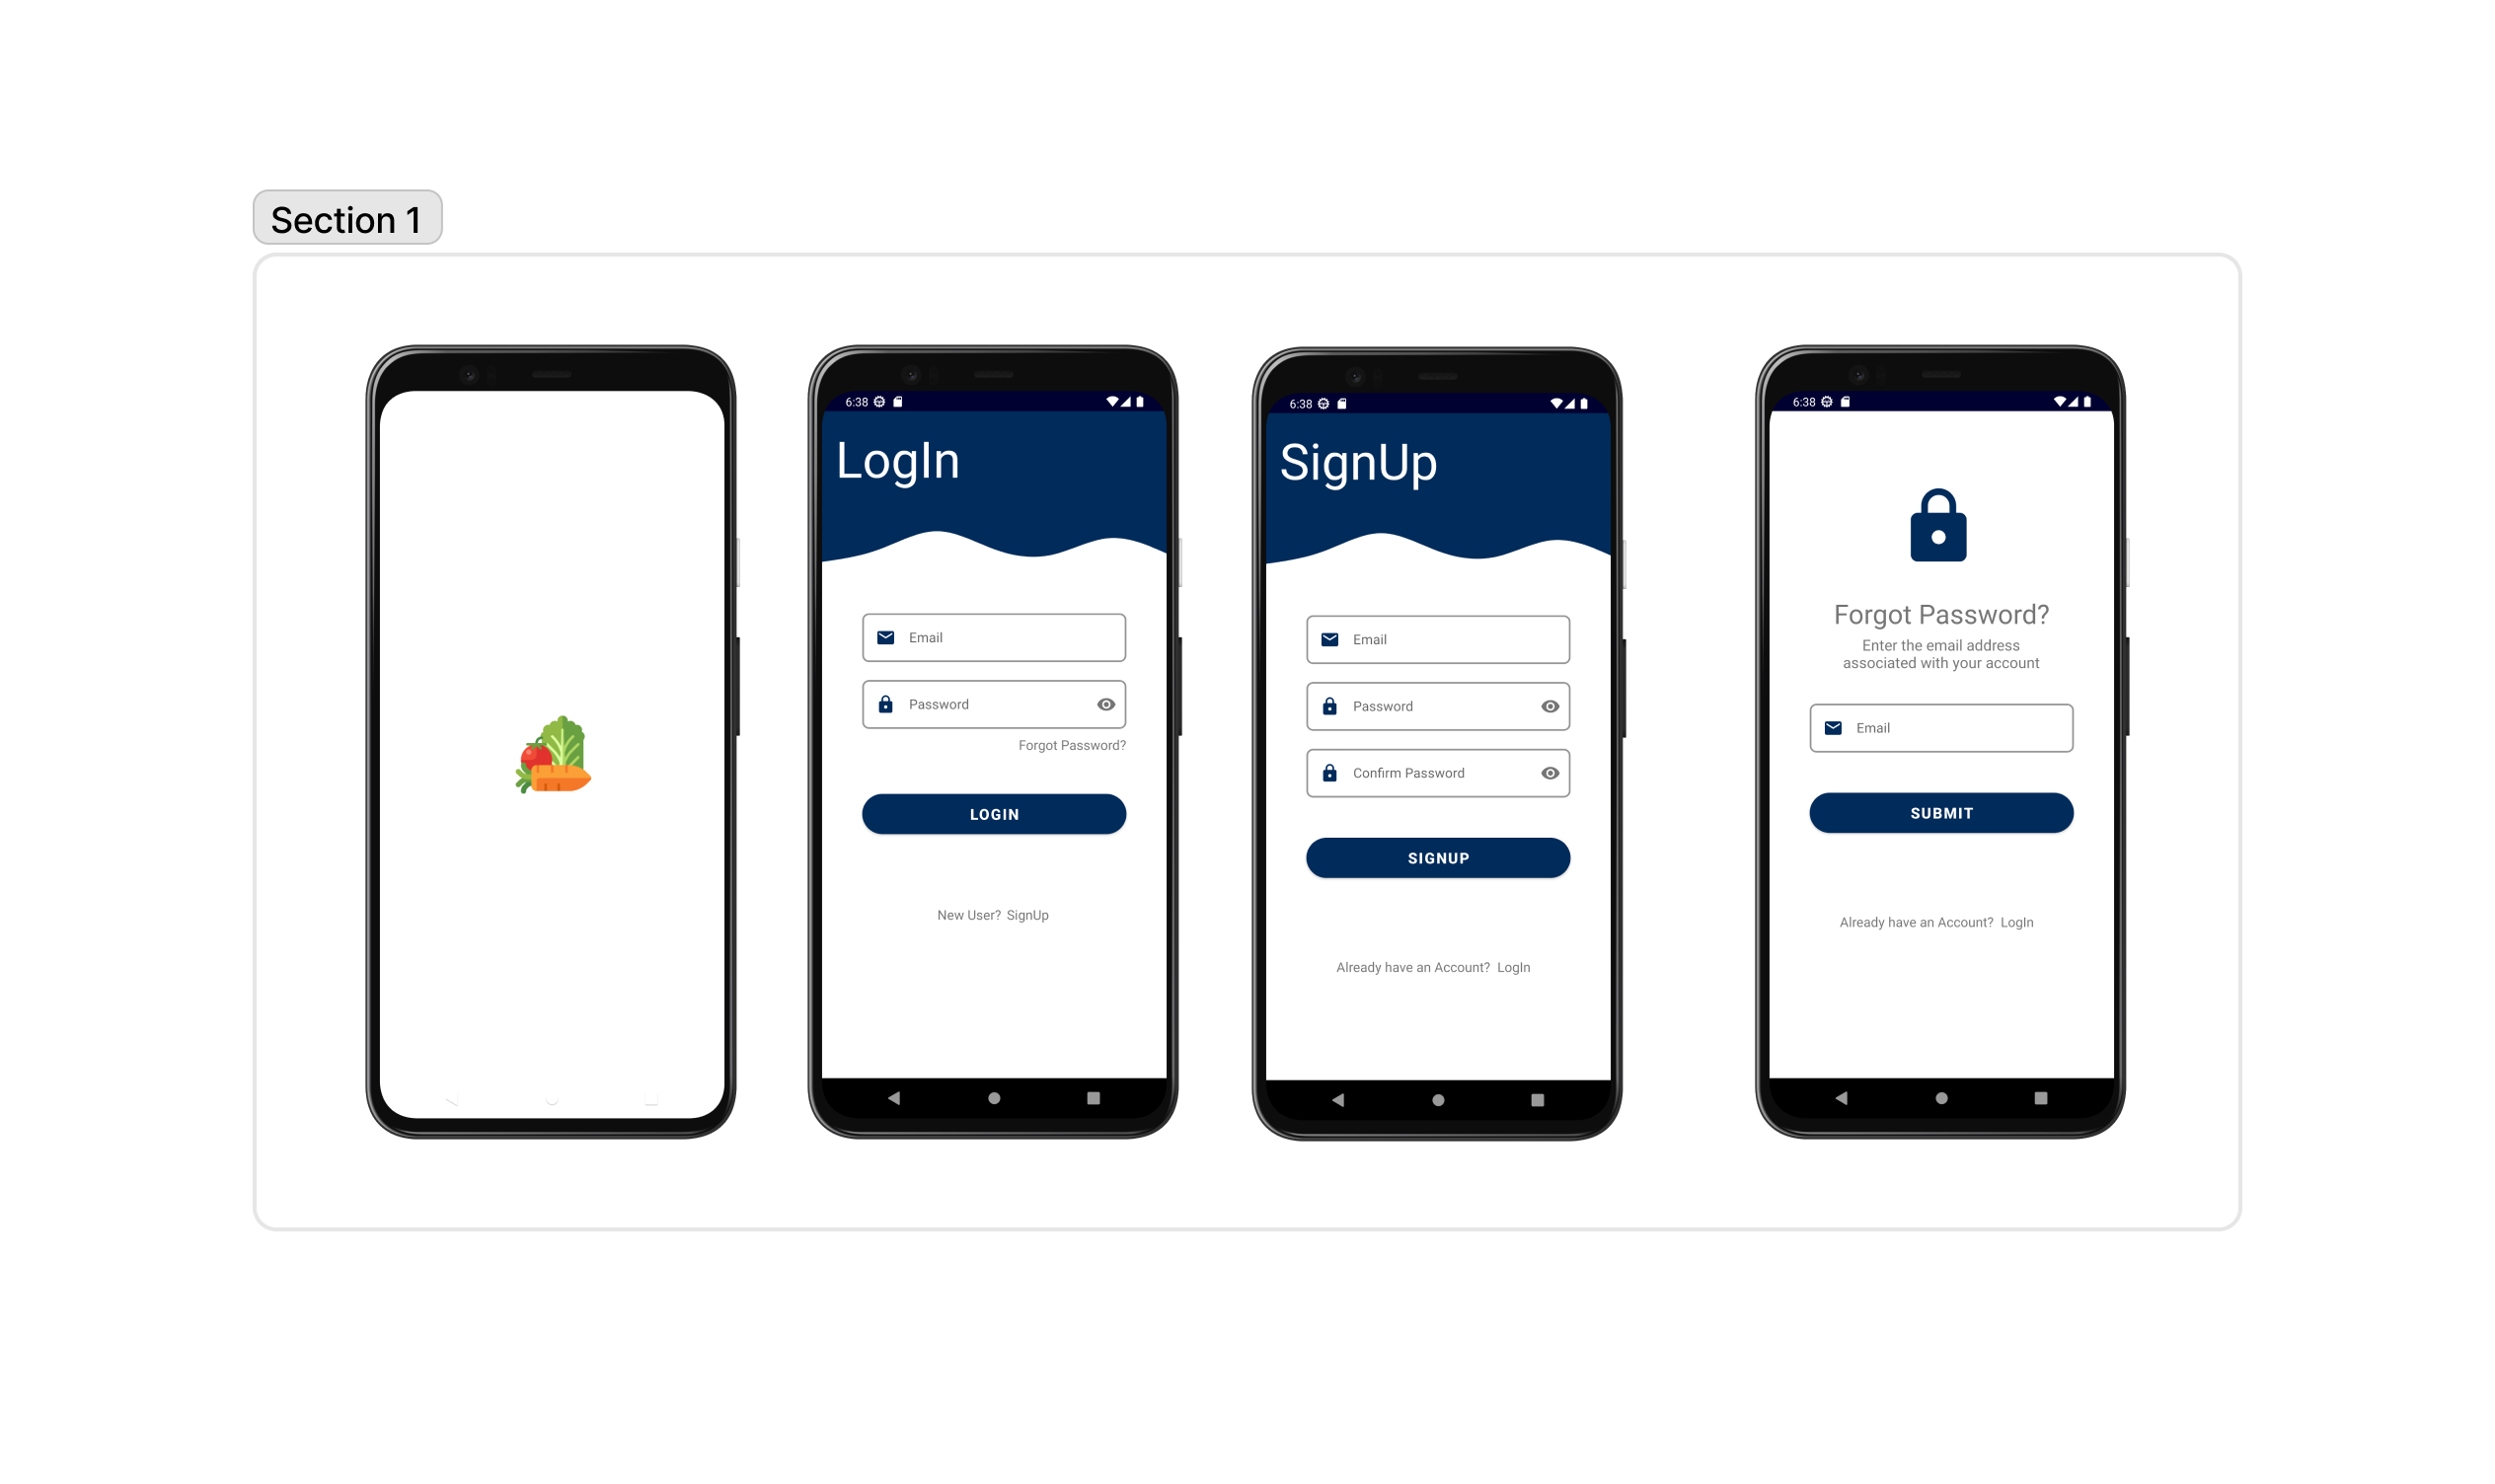 Section 1
6:38
LogIn
Email
Password
Forgot Password?
LOGIN
New User? SignUp
6:38
SignUp
Email
Password
Confirm Password
SIGNUP
Already have an Account? LogIn
6:38
Forgot Password?
Enter the email address
associated with your account
Email
SUBMIT
Already have an Account? LogIn